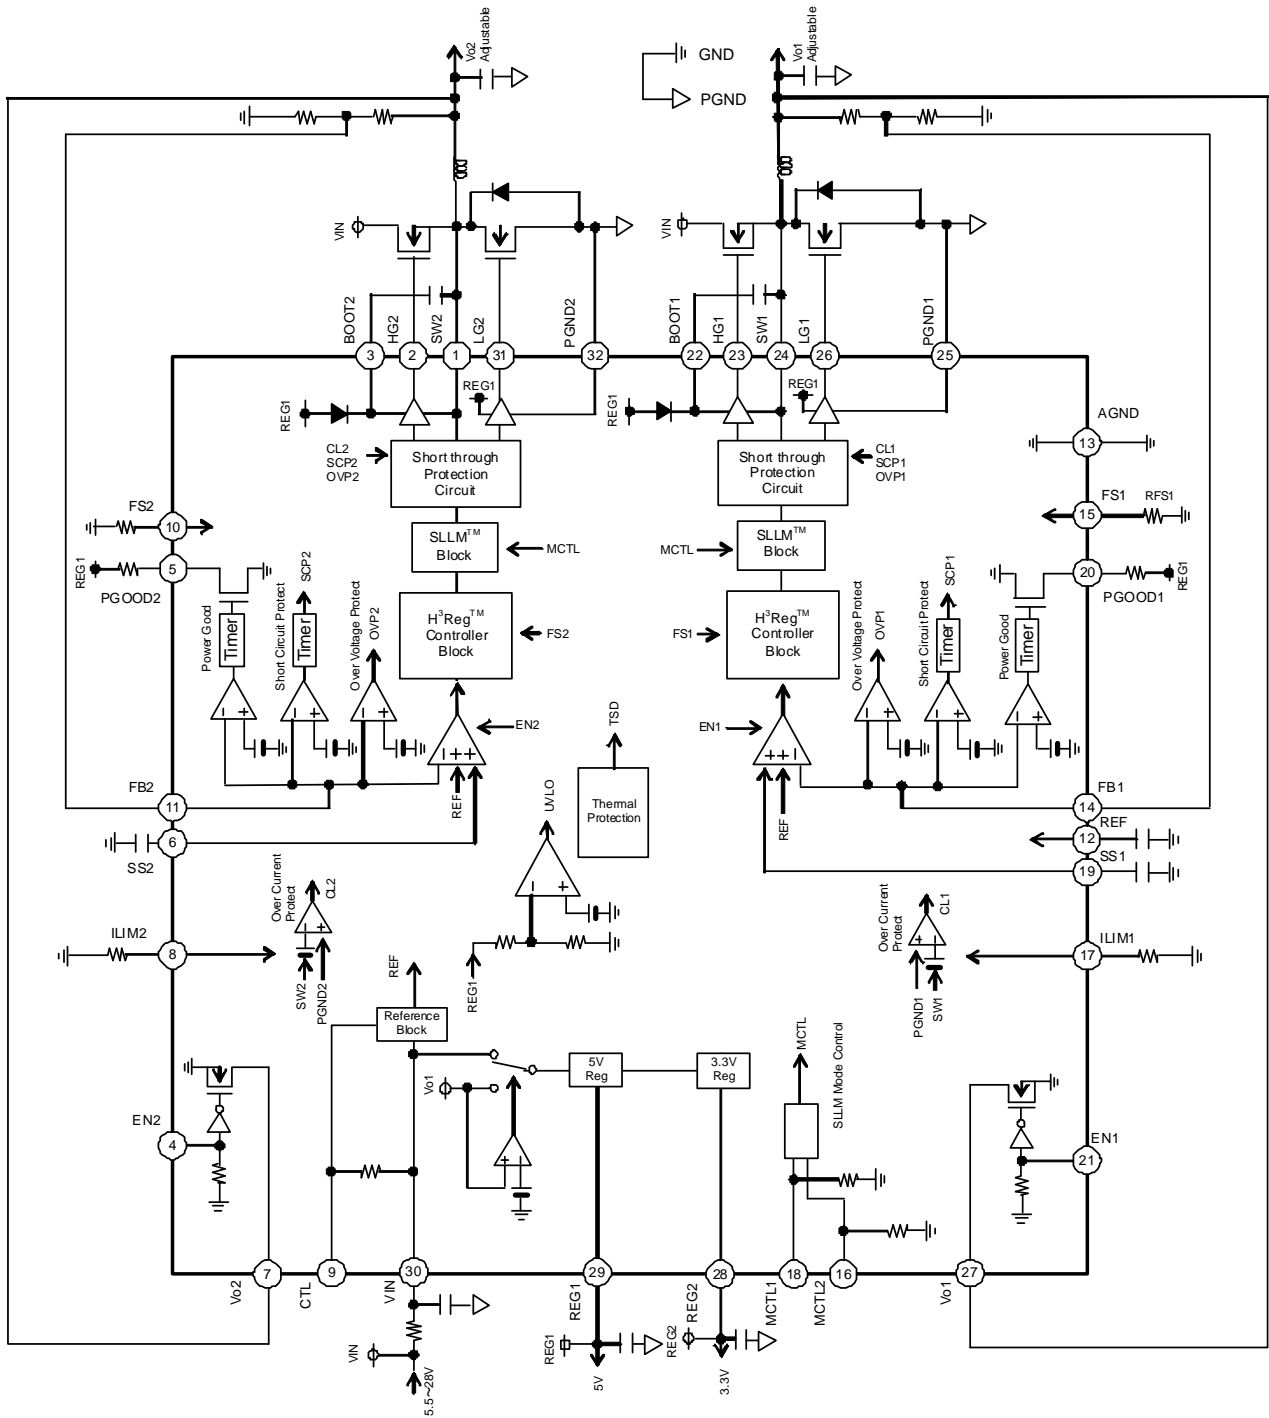 Vo2
Adjustable
GND
PGND
Vo1
Adjustable
VIN
VIN
BOOT2
HG2
SW2
LG2
PGND2
BOOT1
HG1
SW1
LG1
PGND1
3
2
1
31
32
22
23
24
26
25
REG1
REG1
REG1
REG1
AGND
13
CL2
SCP2
OVP2
Short through
Protection
Circuit
Short through
Protection
Circuit
CL1
SCP1
OVP1
FS2
10
FS1
RFS1
15
SLLM™
Block
MCTL
MCTL
SLLM™
Block
REG1
5
PGOOD2
20
REG1
PGOOD1
Power Good
Timer
Short Circuit Protect
SCP2
Timer
Over Voltage Protect
OVP2
H³Reg™
Controller
Block
FS2
FS1
H³Reg™
Controller
Block
Over Voltage Protect
OVP1
Short Circuit Protect
SCP1
Timer
Power Good
Timer
EN2
TSD
EN1
FB2
11
REF
UVLO
Thermal
Protection
REF
FB1
14
REF
12
6
SS2
SS1
19
Over Current
Protect
CL2
Over Current
Protect
CL1
ILIM2
8
ILIM1
17
SW2
PGND2
REF
REG1
PGND1
SW1
Reference
Block
5V
Reg
3.3V
Reg
MCTL
SLLM Mode Control
Vo1
EN2
4
EN1
21
7
9
30
29
28
18
16
27
Vo2
CTL
VIN
REG1
REG2
MCTL1
MCTL2
Vo1
VIN
REG1
REG2
5.5~28V
5V
3.3V